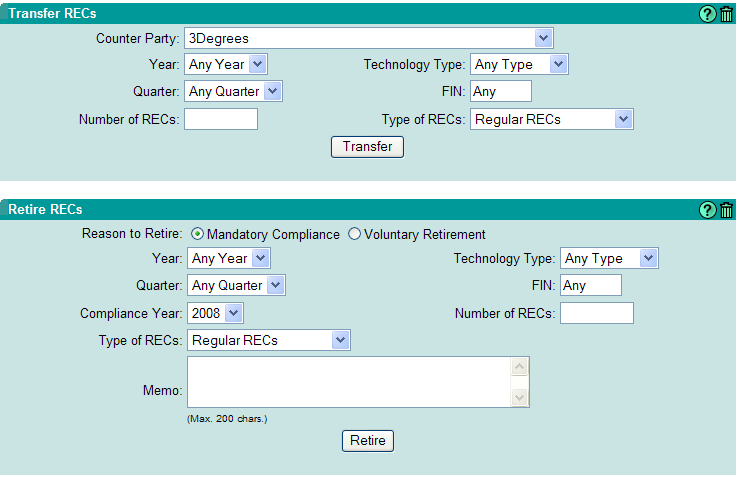 Transfer RECs ?
Counter Party: 3Degrees
Year: Any Year Technology Type: Any Type
Quarter: Any Quarter FIN: Any
Number of RECs: Type of RECs: Regular RECs
Transfer
Retire RECs ?
Reason to Retire: Mandatory Compliance Voluntary Retirement
Year: Any Year Technology Type: Any Type
Quarter: Any Quarter FIN: Any
Compliance Year: 2008 Number of RECs:
Type of RECs: Regular RECs
Memo:
(Max. 200 chars.)
Retire